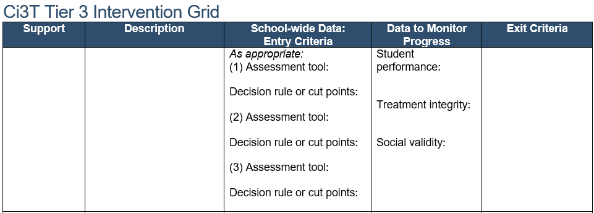 Ci3T Tier 3 Intervention Grid
Support
Description
School-wide Data:
Entry Criteria
Data to Monitor
Progress
Exit Criteria
As appropriate:
(1) Assessment tool:
Decision rule or cut points:
(2) Assessment tool:
Decision rule or cut points:
(3) Assessment tool:
Decision rule or cut points:
Student
performance:
Treatment integrity:
Social validity: